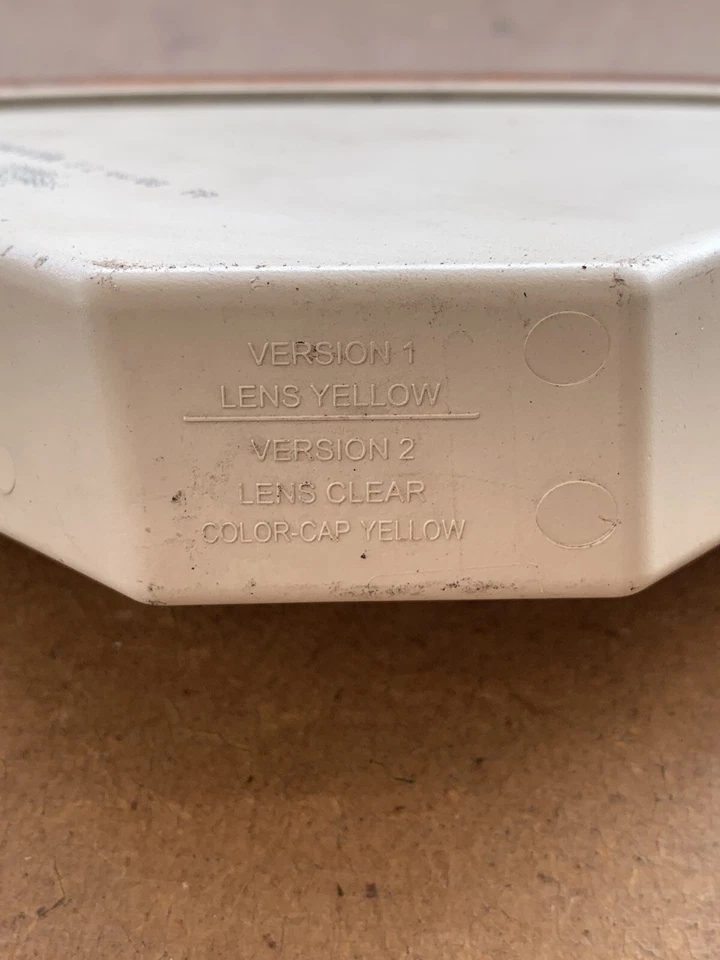 VERSION 1
LENS YELLOW
VERSION 2
LENS CLEAR
COLOR-CAP YELLOW